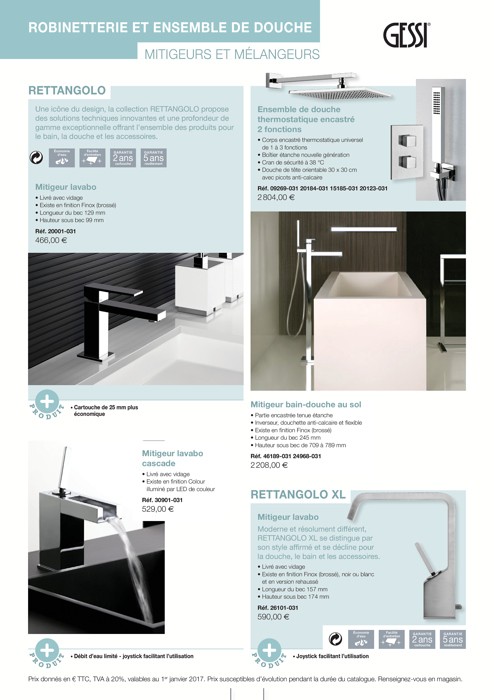 ROBINETTERIE ET ENSEMBLE DE DOUCHE
MITIGEURS ET MÉLANGEURS
GESSI®
RETTANGOLO
Une icône du design, la collection RETTANGOLO propose
des solutions techniques innovantes et une profondeur de
gamme exceptionnelle offrant l'ensemble des produits pour
le bain, la douche et les accessoires.
GARANTIE
2 ans
GARANTIE
5 ans
Mitigeur lavabo
• Livré avec vidage
• Existe en finition Finox (brossé)
• Longueur du bec 129 mm
• Hauteur sous bec 99 mm
Réf. 20001-031
466,00 €
Ensemble de douche
thermostatique encastré
2 fonctions
• Corps encastré thermostatique universel
de 1 à 3 fonctions
• Boîtier étanche nouvelle génération
• Cran de sécurité à 38 °C
• Douche de tête orientable 30 x 30 cm
avec picots anti-calcaire
Réf. 09269-031 20184-031 15185-031 20123-031
2 804,00 €
PRODUIT
• Cartouche de 25 mm plus
économique
Mitigeur bain-douche au sol
• Partie encastrée tenue étanche
• Inverseur, douchette anti-calcaire et flexible
• Existe en finition Finox (brossé)
• Longueur du bec 245 mm
• Hauteur sous bec de 709 à 789 mm
Réf. 46189-031 24968-031
2 208,00 €
Mitigeur lavabo
cascade
• Livré avec vidage
• Existe en finition Colour
illuminé par LED de couleur
Réf. 30901-031
529,00 €
RETTANGOLO XL
Mitigeur lavabo
Moderne et résolument différent,
RETTANGOLO XL se distingue par
son style affirmé et se décline pour
la douche, le bain et les accessoires.
• Livré avec vidage
• Existe en finition Finox (brossé), noir ou blanc
et en version rehaussé
• Longueur du bec 157 mm
• Hauteur sous bec 174 mm
Réf. 26101-031
590,00 €
GARANTIE
2 ans
GARANTIE
5 ans
PRODUIT
• Débit d'eau limité - joystick facilitant l'utilisation
PRODUIT
• Joystick facilitant l'utilisation
Prix donnés en € TTC, TVA à 20%, valables au 1er janvier 2017. Prix susceptibles d'évolution pendant la durée du catalogue. Renseignez-vous en magasin.